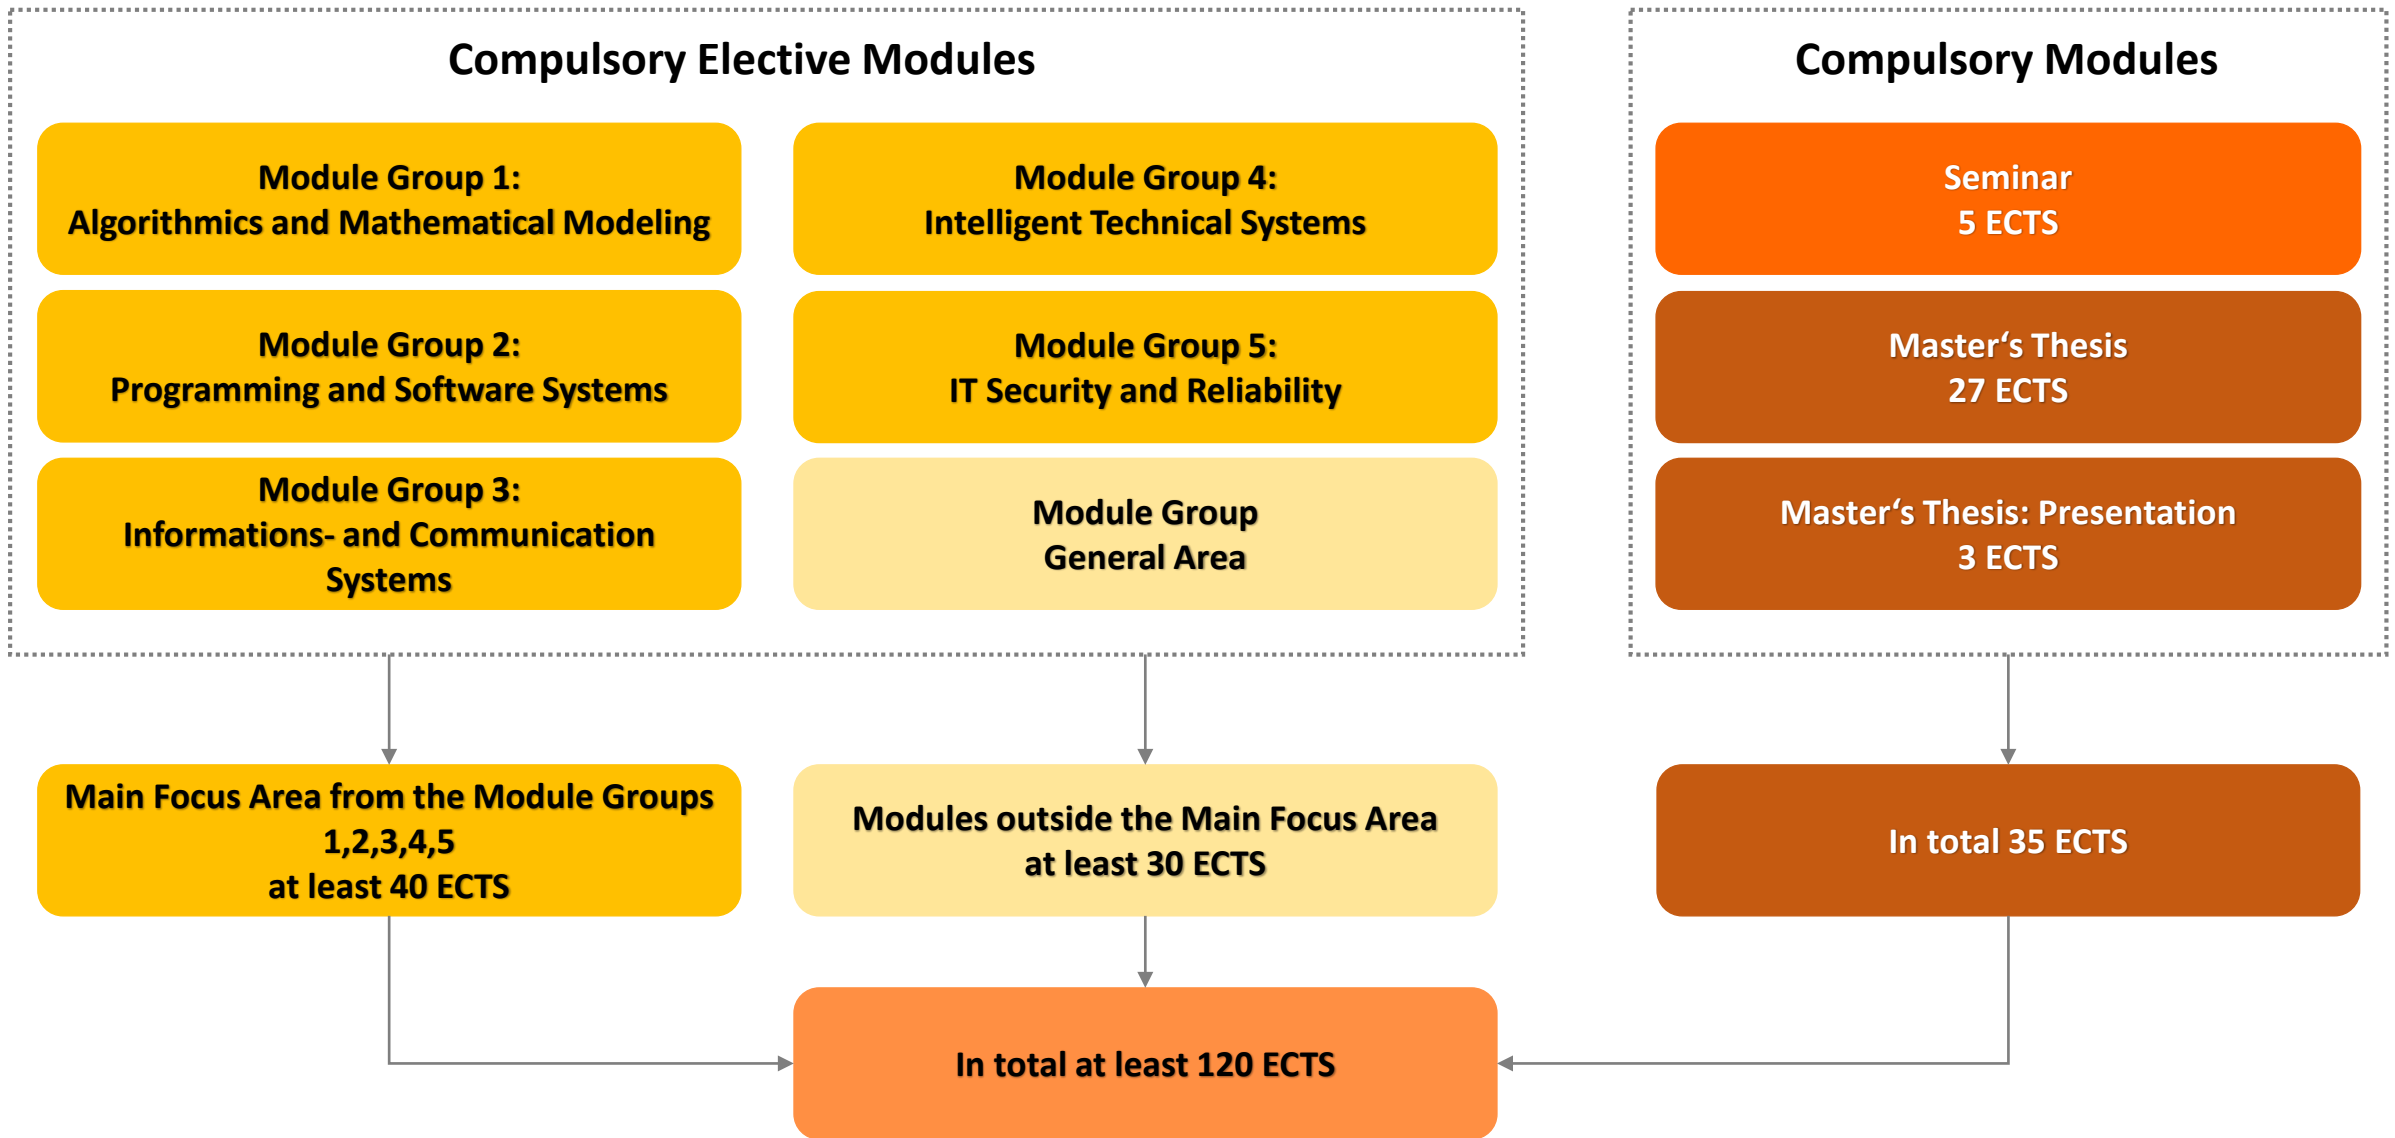 Compulsory Elective Modules
Module Group 1:
Algorithmics and Mathematical Modeling
Module Group 2:
Programming and Software Systems
Module Group 3:
Informations- and Communication
Systems
Module Group 4:
Intelligent Technical Systems
Module Group 5:
IT Security and Reliability
Module Group
General Area
Compulsory Modules
Seminar
5 ECTS
Master‘s Thesis
27 ECTS
Master‘s Thesis: Presentation
3 ECTS
Main Focus Area from the Module Groups
1,2,3,4,5
at least 40 ECTS
Modules outside the Main Focus Area
at least 30 ECTS
In total 35 ECTS
In total at least 120 ECTS